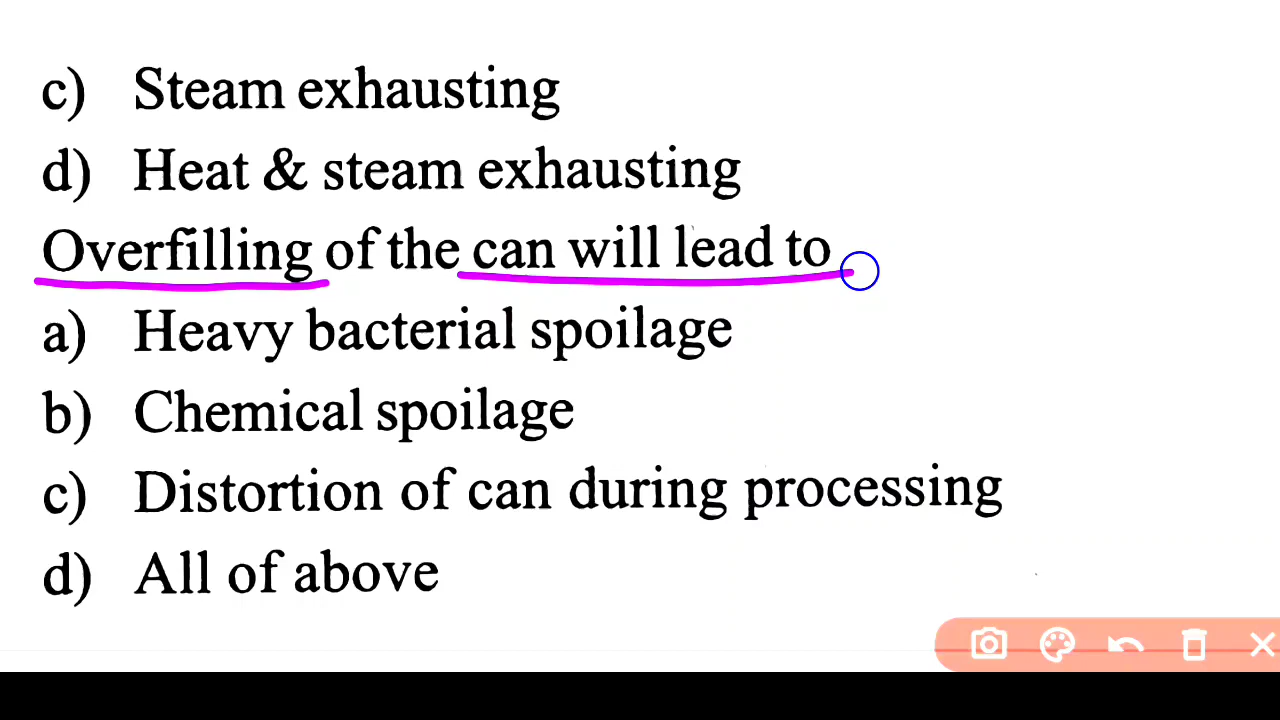 c) Steam exhausting
d) Heat & steam exhausting
Overfilling of the can will lead to
a) Heavy bacterial spoilage
b) Chemical spoilage
c) Distortion of can during processing
d) All of above